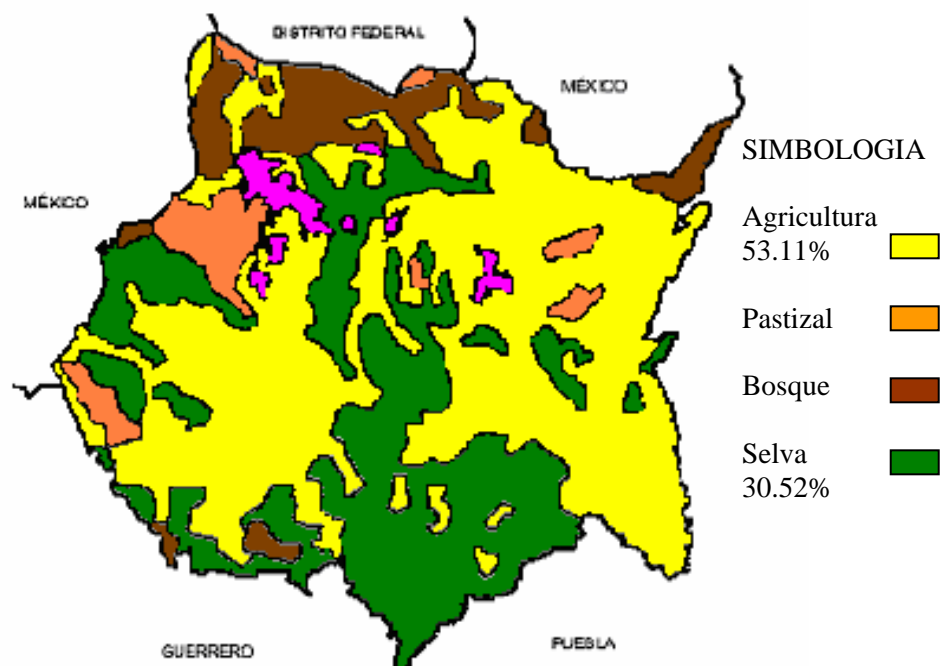 DISTRITO FEDERAL
MÉXICO
MÉXICO
SIMBOLOGIA
Agricultura
53.11%
Pastizal
Bosque
Selva
30.52%
GUERRERO
PUEBLA